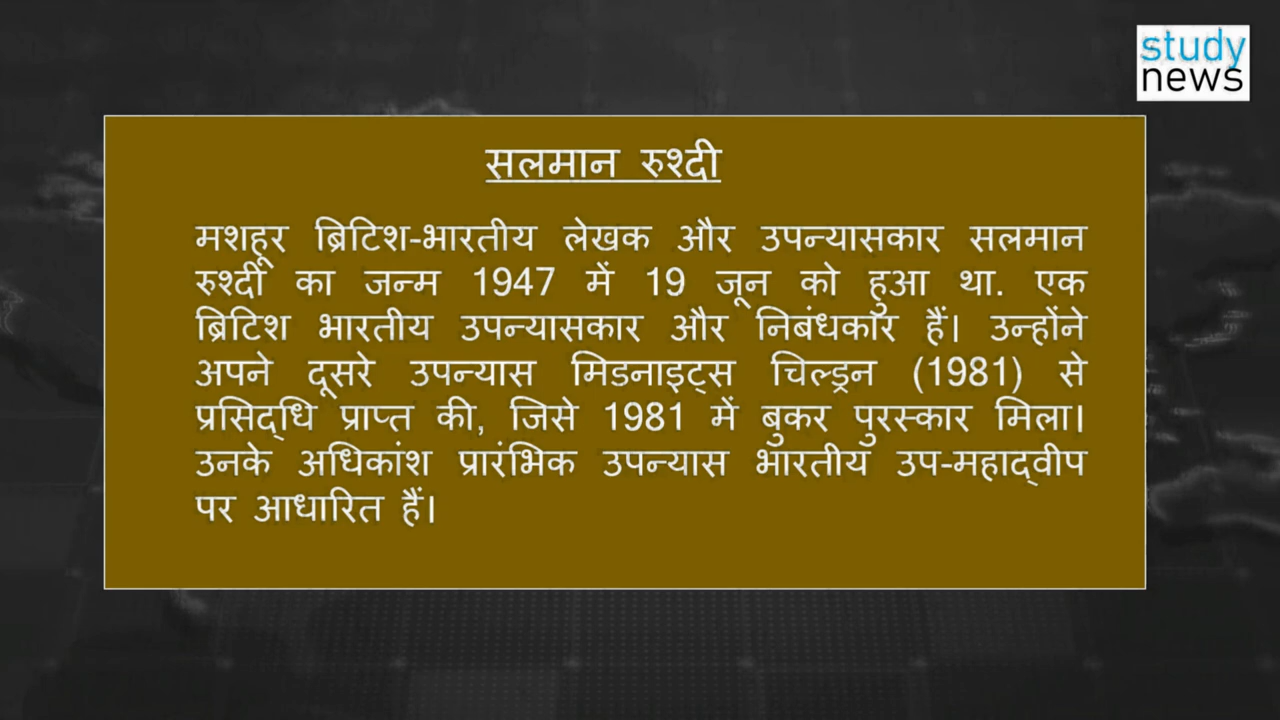 study
news
सलमान रुश्दी
मशहूर ब्रिटिश-भारतीय लेखक और उपन्यासकार सलमान
रुश्दी का जन्म 1947 में 19 जून को हुआ था. एक
ब्रिटिश भारतीय उपन्यासकार और निबंधकार हैं। उन्होंने
अपने दूसरे उपन्यास मिडनाइट्स चिल्ड्रन (1981) से
प्रसिद्धि प्राप्त की, जिसे 1981 में बुकर पुरस्कार मिला।
उनके अधिकांश प्रारंभिक उपन्यास भारतीय उप-महाद्वीप
पर आधारित हैं।